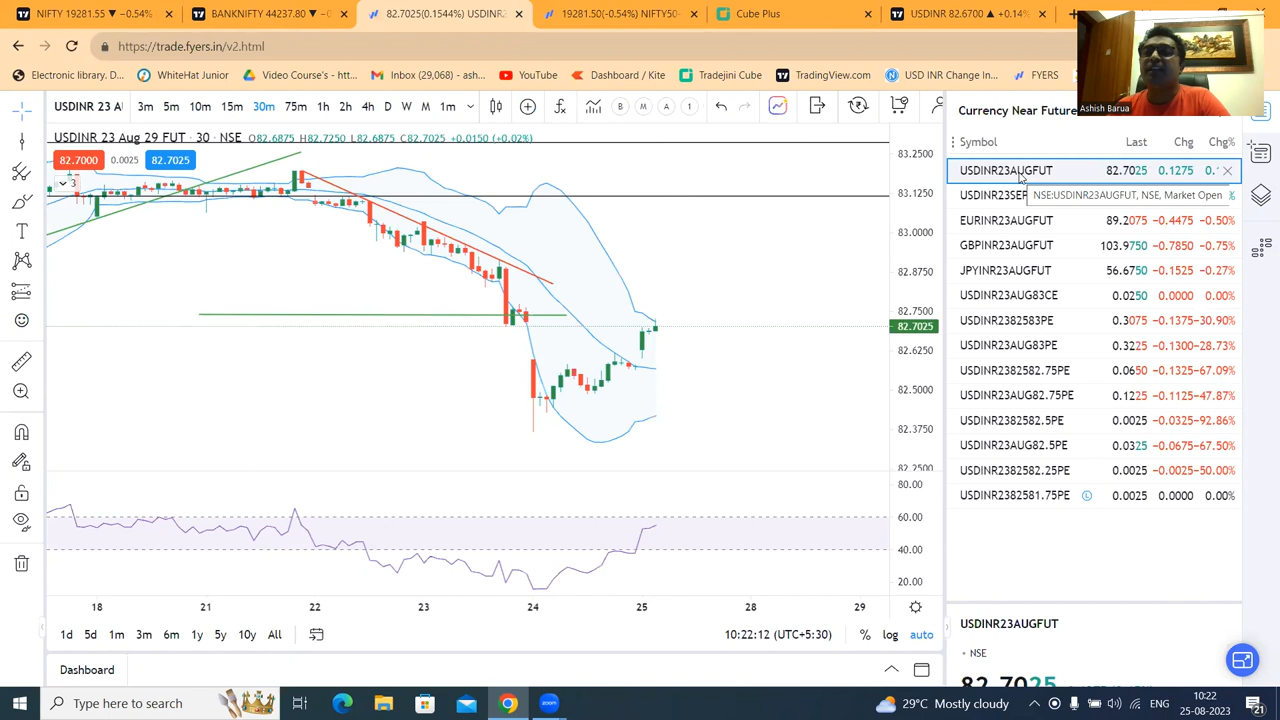 82.7025(0.1544%) USDIN2
19281.50(-0.54%) NIFTY50-
Cube Plus
USDINR 82.6700 ▲ +0.14%
https://trade.fyers.in/v2.html
Electronic library. D...
WhiteHat Junior
Video Course's - htt...
Inbox (29,068) - ash...
YouTube
Dashboard / Kite
Tradejini Cube
TradingView.com
USD INR Change In...
FYERS
Ashish Barua
USDINR 23 Al
3m 5m 10m 15m 30m 75m 1h 2h 4h D W M 1m
B M A 1
Currency Near Future
USDINR 23 Aug 29 FUT · 30 · NSE O82.6875 H82.7250 L82.6875 C82.7025 +0.0150 (+0.02%)
82.7000 0.0025 82.7025
3
Symbol Last Chg Chg%
USDINR23AUGFUT 82.7025 0.1275 0.
NSE:USDINR23AUGFUT, NSE, Market Open
USDINR23SEP %
EURINR23AUGFUT 89.2075 −0.4475 −0.50%
GBPINR23AUGFUT 103.9750 −0.7850 −0.75%
JPYINR23AUGFUT 56.6750 −0.1525 −0.27%
USDINR23AUG83CE 0.0250 0.0000 0.00%
USDINR2382583PE 0.3075 −0.1375 −30.90%
USDINR23AUG83PE 0.3225 −0.1300 −28.73%
USDINR2382582.75PE 0.0650 −0.1325 −67.09%
USDINR23AUG82.75PE 0.1225 −0.1125 −47.87%
USDINR2382582.5PE 0.0025 −0.0325 −92.86%
USDINR23AUG82.5PE 0.0325 −0.0675 −67.50%
USDINR2382582.25PE 0.0025 −0.0025 −50.00%
USDINR2382581.75PE L 0.0025 0.0000 0.00%
83.2500
83.1250
83.0000
82.8750
82.7500
82.7025
82.6250
82.5000
82.3750
82.2500
80.00
60.00
40.00
20.00
18 21 22 23 24 25 28 29
1d 5d 1m 3m 6m 1y 5y 10y All
10:22:12 (UTC+5:30) % log auto
USDINR23AUGFUT
NSE
82.7025
Dashboard
Type here to search
29°C Mostly cloudy
ENG
10:22
25-08-2023
21